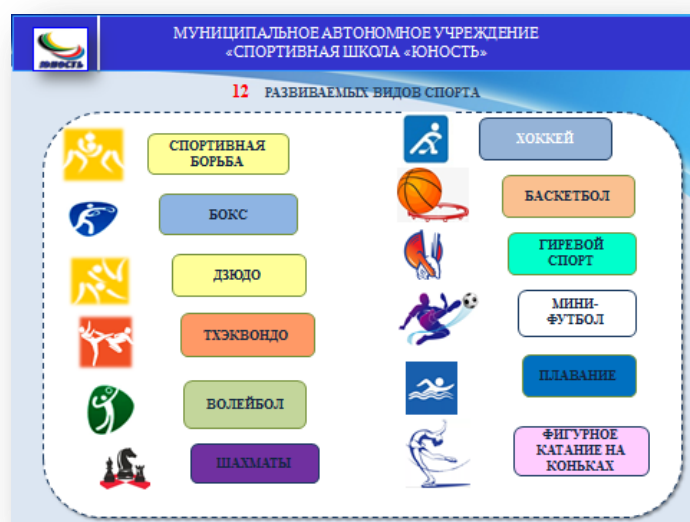 МУНИЦИПАЛЬНОЕ АВТОНОМНОЕ УЧРЕЖДЕНИЕ
«СПОРТИВНАЯ ШКОЛА «ЮНОСТЬ»
ЮНОСТЬ
12 РАЗВИВАЕМЫХ ВИДОВ СПОРТА
СПОРТИВНАЯ
БОРЬБА
БОКС
ДЗЮДО
ТХЭКВОНДО
ВОЛЕЙБОЛ
ШАХМАТЫ
ХОККЕЙ
БАСКЕТБОЛ
ГИРЕВОЙ
СПОРТ
МИНИ-
ФУТБОЛ
ПЛАВАНИЕ
ФИГУРНОЕ
КАТАНИЕ НА
КОНЬКАХ